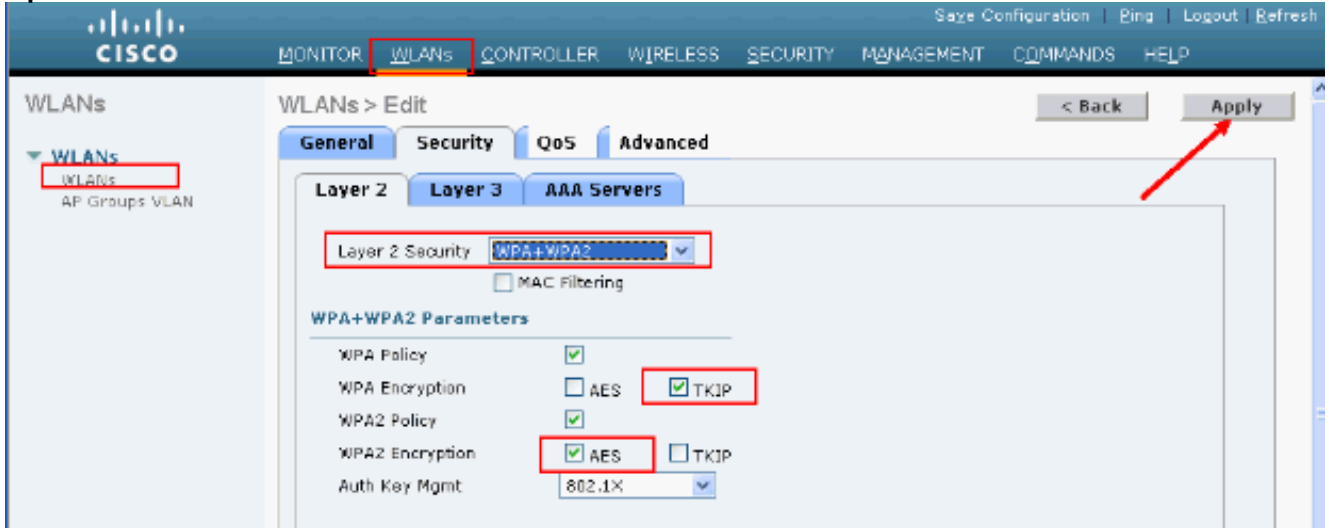 Save Configuration | Ping | Logout | Refresh
CISCO
MONITOR WLANs CONTROLLER WIRELESS SECURITY MANAGEMENT COMMANDS HELP
WLANs
WLANs
WLANs
AP Groups VLAN
WLANs > Edit
< Back
Apply
General Security QoS Advanced
Layer 2 Layer 3 AAA Servers
Layer 2 Security WPA+WPA2
MAC Filtering
WPA+WPA2 Parameters
WPA Policy
WPA Encryption AES TKIP
WPA2 Policy
WPA2 Encryption AES TKIP
Auth Key Mgmt 802.1X